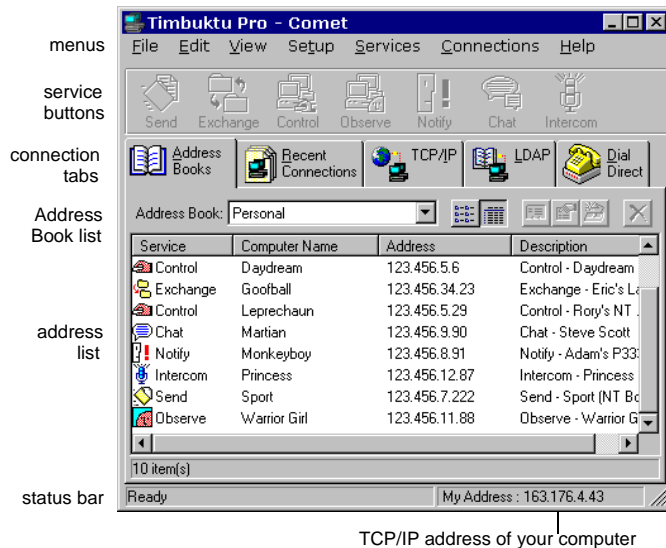 Timbuktu Pro - Comet
menus
File Edit View Setup Services Connections Help
service buttons
Send Exchange Control Observe Notify Chat Intercom
connection tabs
Address Books
Recent Connections
TCP/IP
LDAP
Dial Direct
Address Book list
Address Book: Personal
Service Computer Name Address Description
Control Daydream 123.456.5.6 Control - Daydream
Exchange Goofball 123.456.34.23 Exchange - Eric's
Control Leprechaun 123.456.5.29 Control - Rory's NT
address list
Chat Martian 123.456.9.90 Chat - Steve Scott
Notify Monkeyboy 123.456.8.91 Notify - Adam's
Intercom Princess 123.456.12.87 Intercom - Princess
Send Sport 123.456.7.222 Send - Sport (NT
Observe Warrior Girl 123.456.11.88 Observe - Warrior
10 item(s)
status bar
Ready My Address : 163.176.4.43
TCP/IP address of your computer